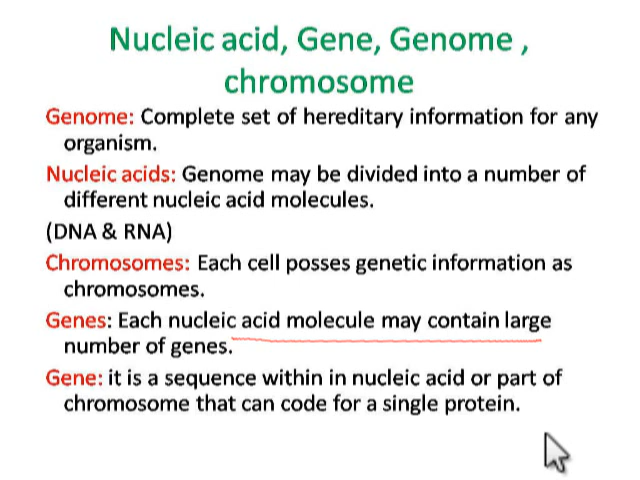 Nucleic acid, Gene, Genome ,
chromosome
Genome: Complete set of hereditary information for any
organism.
Nucleic acids: Genome may be divided into a number of
different nucleic acid molecules.
(DNA & RNA)
Chromosomes: Each cell posses genetic information as
chromosomes.
Genes: Each nucleic acid molecule may contain large
number of genes.
Gene: it is a sequence within in nucleic acid or part of
chromosome that can code for a single protein.